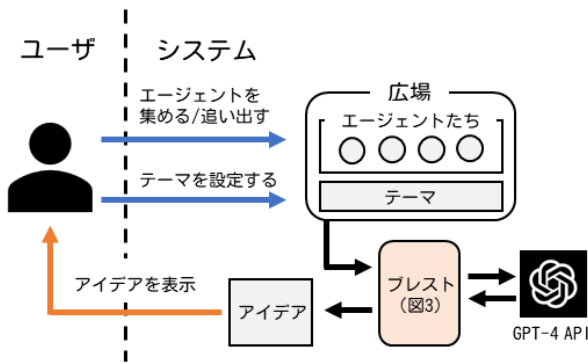 ユーザ
システム
エージェントを
集める/追い出す
広場
エージェントたち
テーマを設定する
テーマ
アイデアを表示
アイデア
ブレスト
(図3)
GPT-4 API